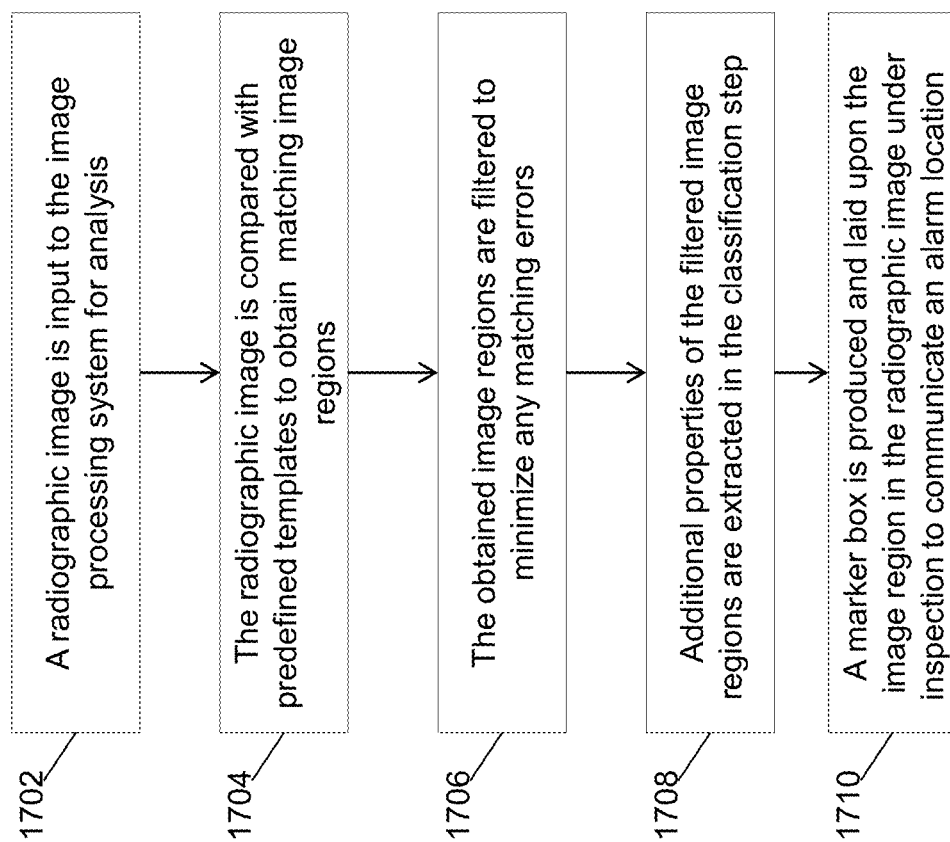 1702
A radiographic image is input to the image
processing system for analysis
1704
The radiographic image is compared with
predefined templates to obtain matching image
regions
1706
The obtained image regions are filtered to
minimize any matching errors
1708
Additional properties of the filtered image
regions are extracted in the classification step
1710
A marker box is produced and laid upon the
image region in the radiographic image under
inspection to communicate an alarm location